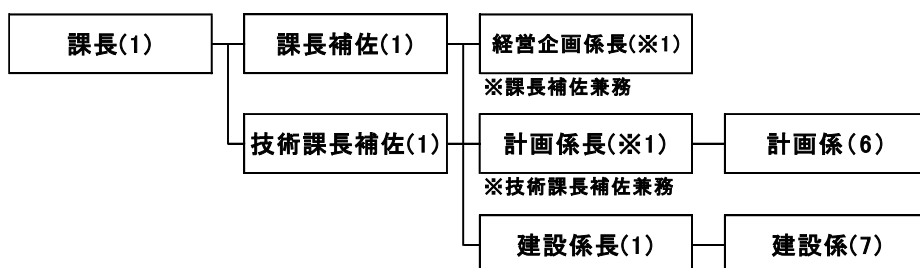 課長(1)
課長補佐(1)
経営企画係長(※1)
※課長補佐兼務
技術課長補佐(1)
計画係長(※1)
計画係(6)
※技術課長補佐兼務
建設係長(1)
建設係(7)